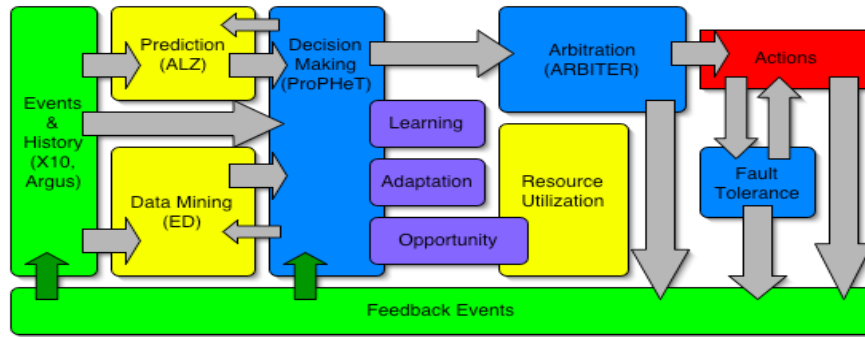 Events
&
History
(X10,
Argus)
Prediction
(ALZ)
Data Mining
(ED)
Decision
Making
(ProPHeT)
Learning
Adaptation
Opportunity
Arbitration
(ARBITER)
Resource
Utilization
Actions
Fault
Tolerance
Feedback Events